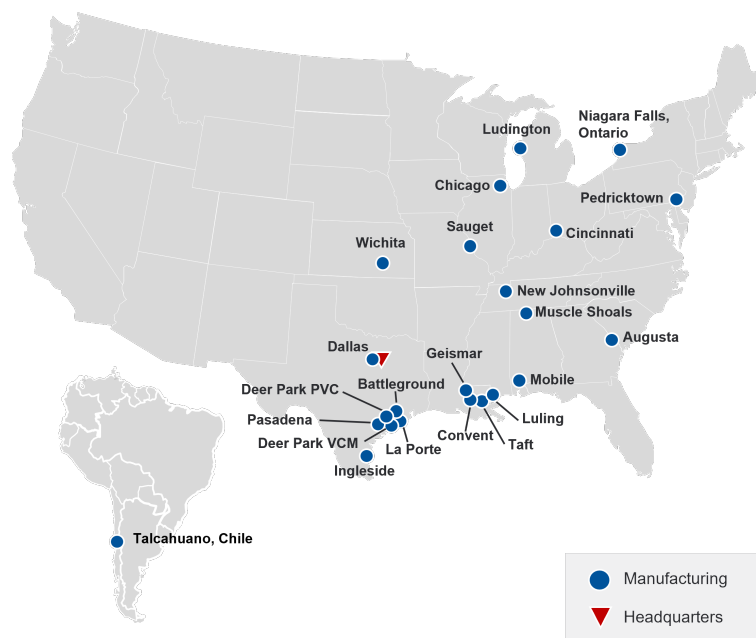 Ludington
Niagara Falls,
Ontario
Chicago
Pedricktown
Sauget
Cincinnati
Wichita
New Johnsonville
Muscle Shoals
Augusta
Dallas
Geismar
Battleground
Mobile
Deer Park PVC
Pasadena
Luling
Convent
Taft
Deer Park VCM
La Porte
Ingleside
Talcahuano, Chile
Manufacturing
Headquarters